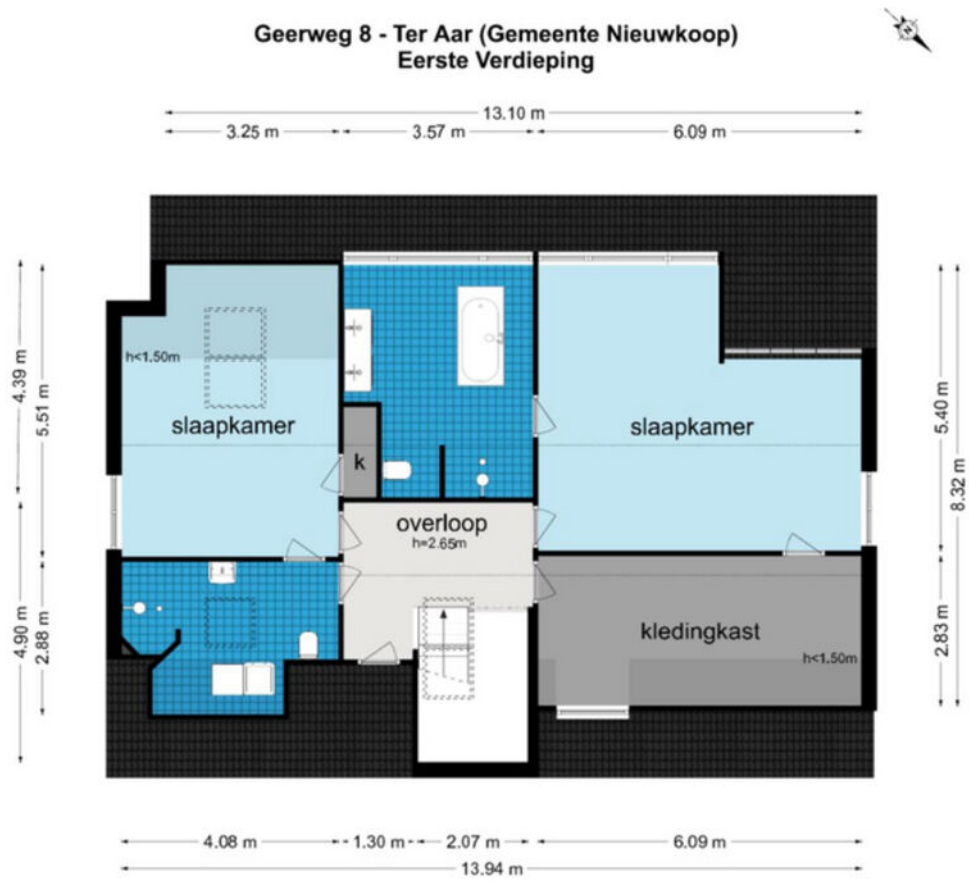 Geerweg 8 - Ter Aar (Gemeente Nieuwkoop)
Eerste Verdieping
N
13.10 m
3.25 m
3.57 m
6.09 m
h<1.50m
4.39 m
5.51 m
5.40 m
8.32 m
slaapkamer
slaapkamer
k
overloop
h=2.65m
4.90 m
2.88 m
2.83 m
kledingkast
h<1.50m
4.08 m
1.30 m
2.07 m
6.09 m
13.94 m